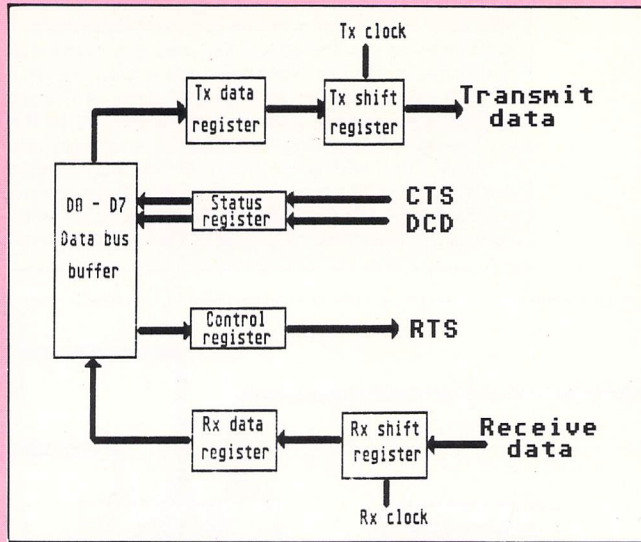 Tx clock
Tx data
register
Tx shift
register
Transmit
data
D0 - D7
Data bus
buffer
Status
register
CTS
DCD
Control
register
RTS
Rx data
register
Rx shift
register
Receive
data
Rx clock